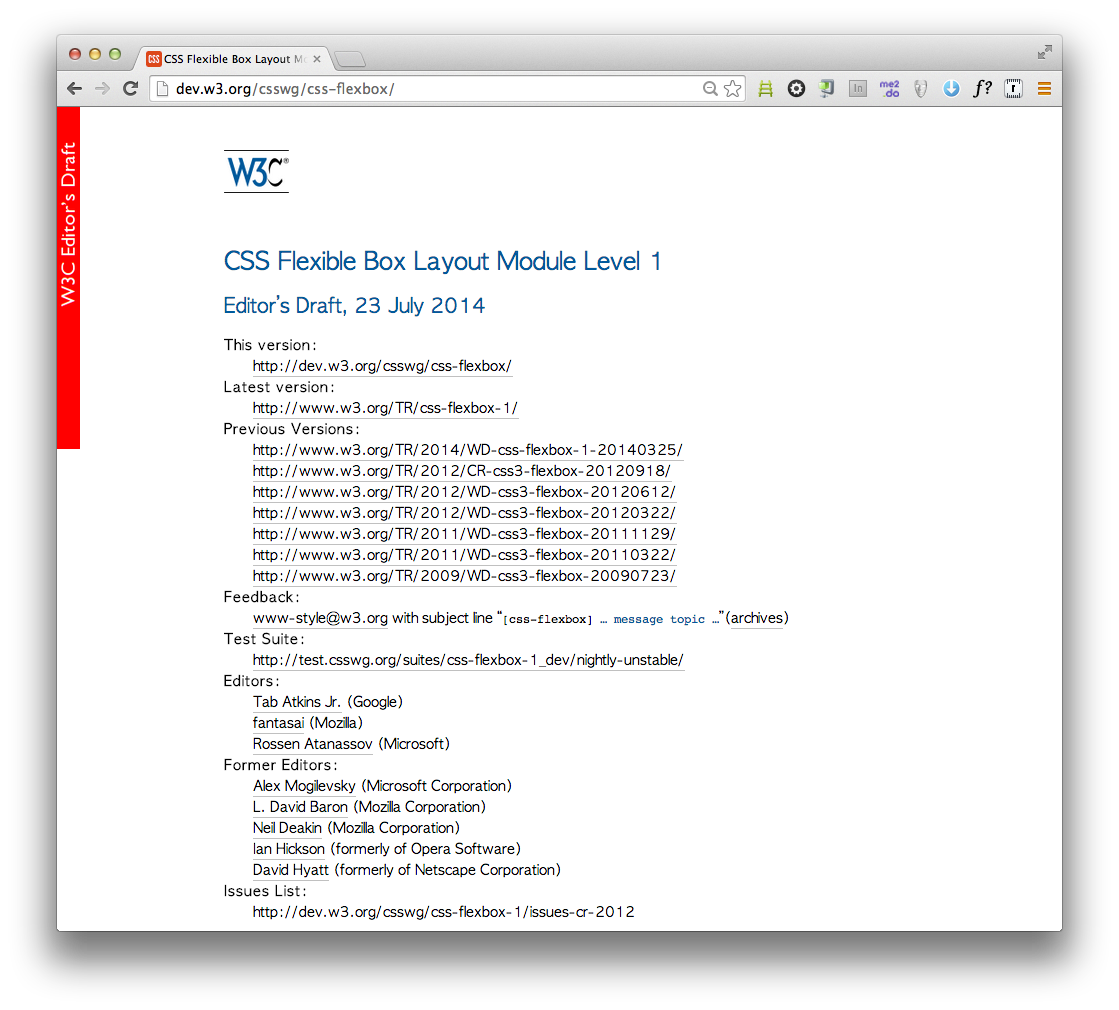 CSS CSS Flexible Box Layout M
dev.w3.org/csswg/css-flexbox/
In
me2
.do
f?
r
W3C Editor's Draft
W3C®
CSS Flexible Box Layout Module Level 1
Editor's Draft, 23 July 2014
This version:
http://dev.w3.org/csswg/css-flexbox/
Latest version:
http://www.w3.org/TR/css-flexbox-1/
Previous Versions:
http://www.w3.org/TR/2014/WD-css-flexbox-1-20140325/
http://www.w3.org/TR/2012/CR-css3-flexbox-20120918/
http://www.w3.org/TR/2012/WD-css3-flexbox-20120612/
http://www.w3.org/TR/2012/WD-css3-flexbox-20120322/
http://www.w3.org/TR/2011/WD-css3-flexbox-20111129/
http://www.w3.org/TR/2011/WD-css3-flexbox-20110322/
http://www.w3.org/TR/2009/WD-css3-flexbox-20090723/
Feedback:
www-style@w3.org with subject line “[css-flexbox] … message topic …”(archives)
Test Suite:
http://test.csswg.org/suites/css-flexbox-1_dev/nightly-unstable/
Editors:
Tab Atkins Jr. (Google)
fantasai (Mozilla)
Rossen Atanassov (Microsoft)
Former Editors:
Alex Mogilevsky (Microsoft Corporation)
L. David Baron (Mozilla Corporation)
Neil Deakin (Mozilla Corporation)
Ian Hickson (formerly of Opera Software)
David Hyatt (formerly of Netscape Corporation)
Issues List:
http://dev.w3.org/csswg/css-flexbox-1/issues-cr-2012